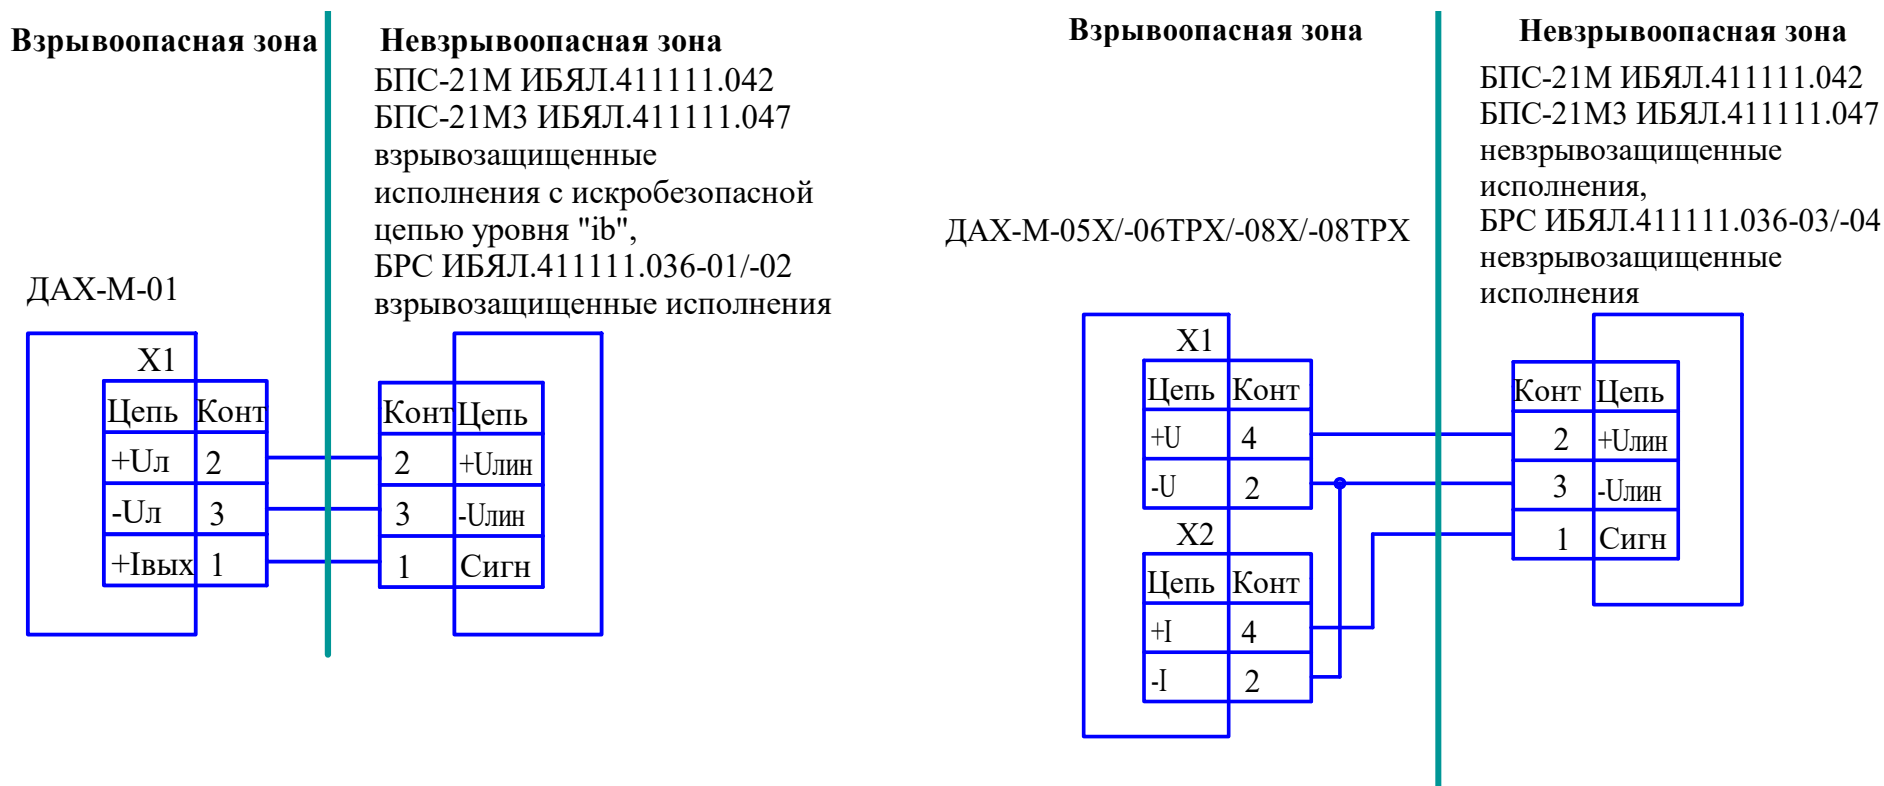 Взрывоопасная зона
Невзрывоопасная зона
БПС-21М ИБЯЛ.411111.042
БПС-21М3 ИБЯЛ.411111.047
взрывозащищенные
исполнения с искробезопасной
цепью уровня "ib",
БРС ИБЯЛ.411111.036-01/-02
взрывозащищенные исполнения
ДАХ-М-01
X1
Цепь Конт
+Uл 2
-Uл 3
+Iвых 1
Конт Цепь
2 +Uлин
3 -Uлин
1 Сигн
Взрывоопасная зона
Невзрывоопасная зона
БПС-21М ИБЯЛ.411111.042
БПС-21М3 ИБЯЛ.411111.047
невзрывозащищенные
исполнения,
БРС ИБЯЛ.411111.036-03/-04
невзрывозащищенные
исполнения
ДАХ-М-05Х/-06ТРХ/-08Х/-08ТРХ
X1
Цепь Конт
+U 4
-U 2
X2
Цепь Конт
+I 4
-I 2
Конт Цепь
2 +Uлин
3 -Uлин
1 Сигн